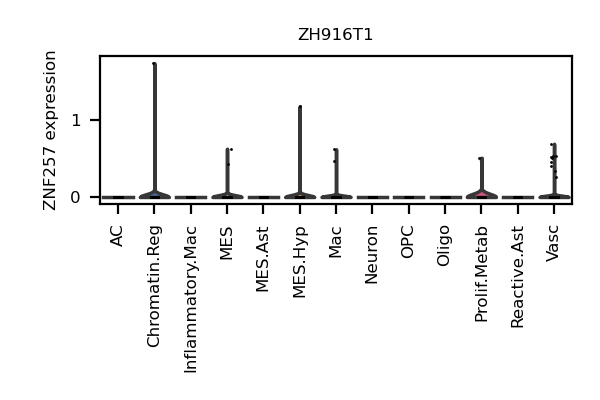 ZH916T1
ZNF257 expression
1
0
AC
Chromatin.Reg
Inflammatory.Mac
MES
MES.Ast
MES.Hyp
Mac
Neuron
OPC
Oligo
Prolif.Metab
Reactive.Ast
Vasc